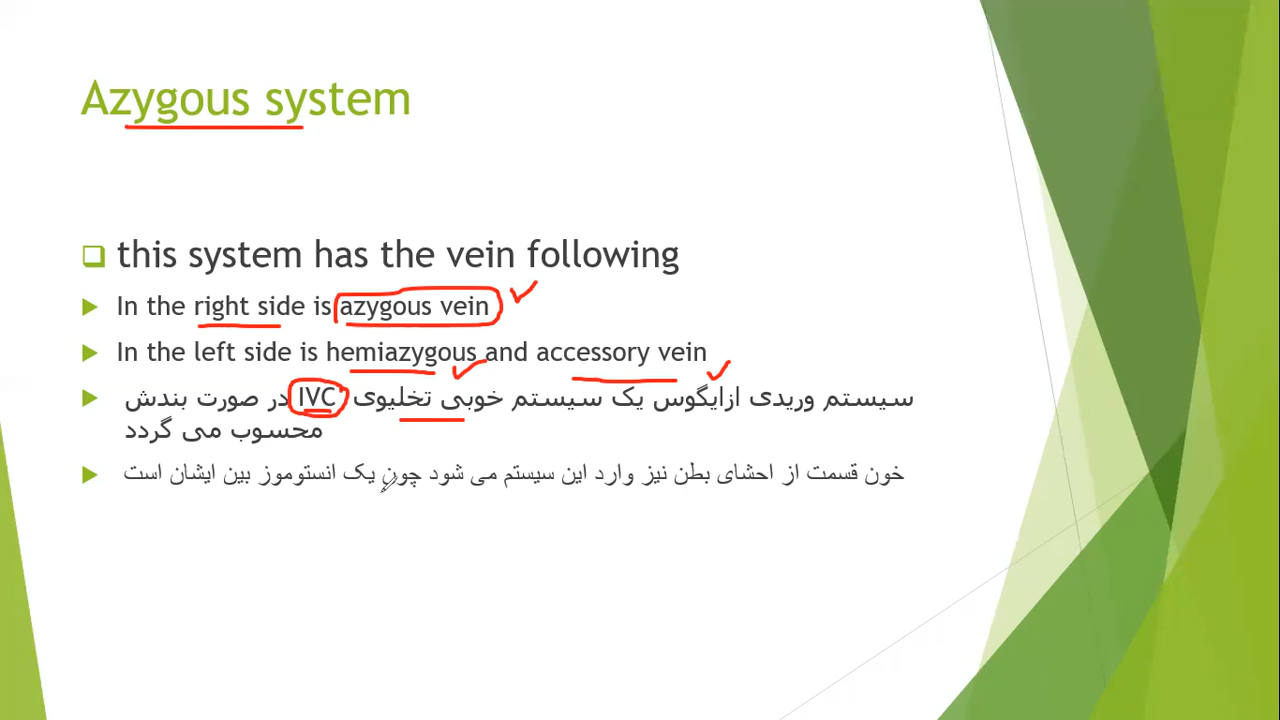 Azygous system
this system has the vein following
In the right side is azygous vein
In the left side is hemiazygous and accessory vein
سیستم وریدی ازایگوس یک سیستم خوبی تخلیوی IVC در صورت بندش
محسوب می گردد
خون قسمت از احشای بطن نیز وارد این سیستم می شود چون یک انستوموز بین ایشان است